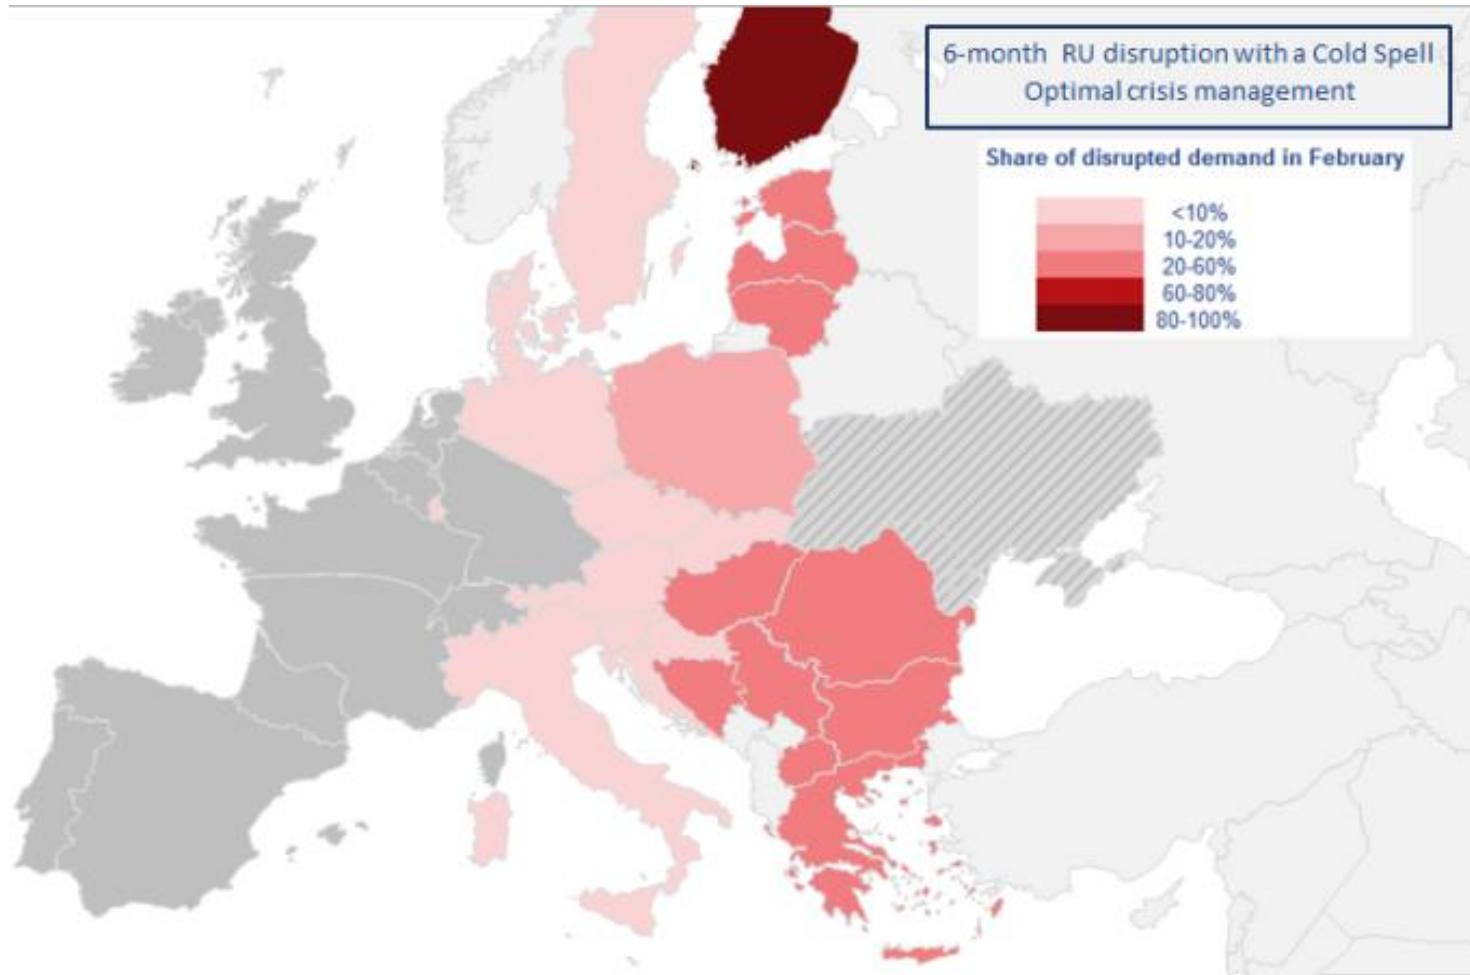 6-month RU disruption with a Cold Spell
Optimal crisis management
Share of disrupted demand in February
<10%
10-20%
20-60%
60-80%
80-100%